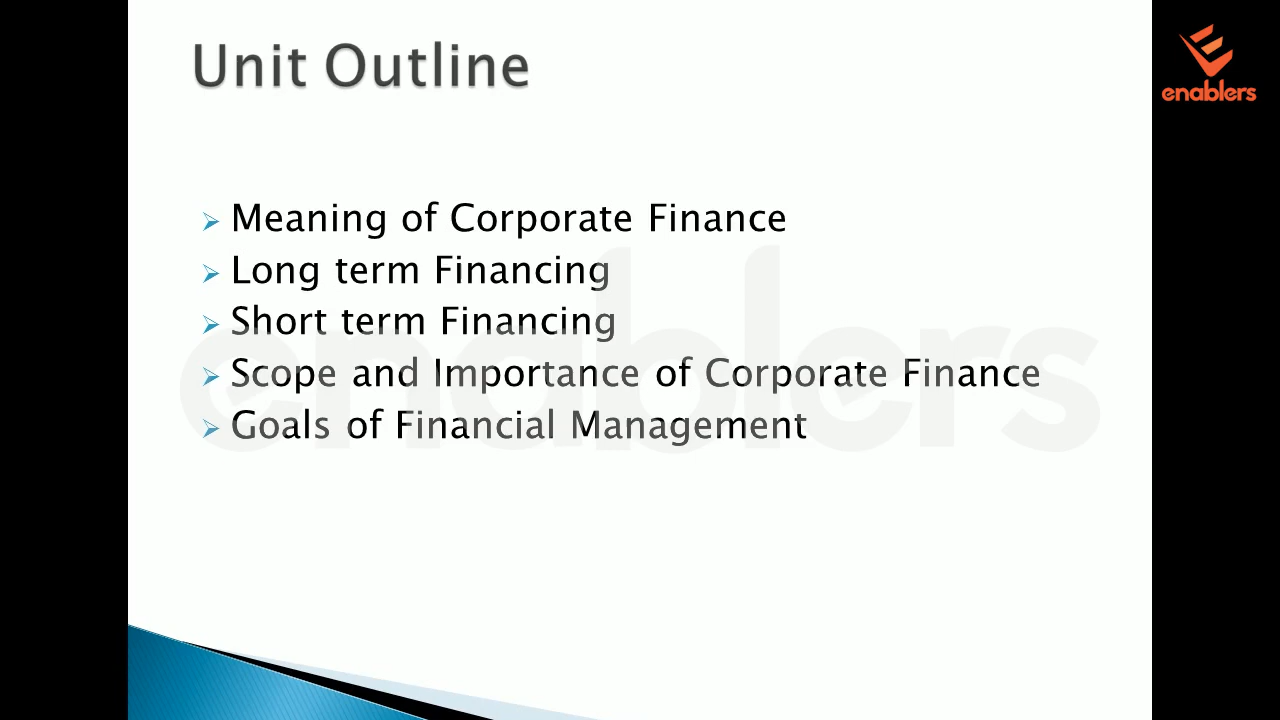 Unit Outline
enablers
Meaning of Corporate Finance
Long term Financing
Short term Financing
Scope and Importance of Corporate Finance
Goals of Financial Management
enablers